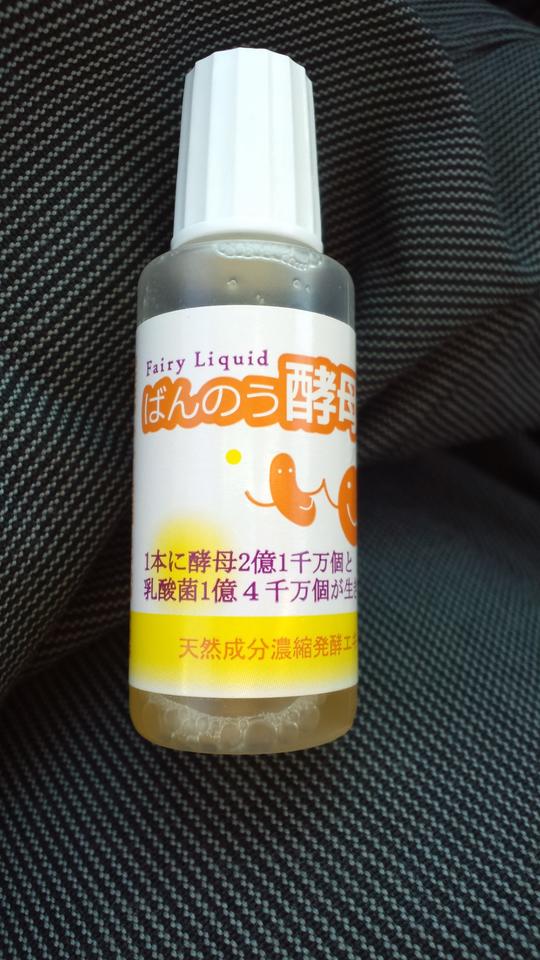 Fairy Liquid
ばんのう酵母
1本に酵母2億1千万個と
乳酸菌1億4千万個が生
天然成分濃縮発酵エ